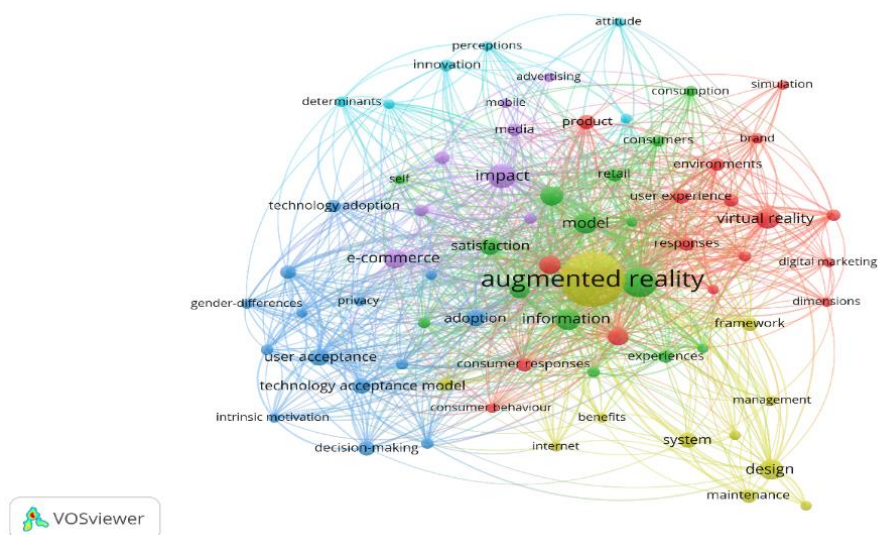 attitude
perceptions
innovation
advertising
simulation
consumption
determinants
mobile
product
media
consumers
brand
environments
impact
retail
self
user experience
technology adoption
model
virtual reality
satisfaction
responses
e-commerce
digital marketing
augmented reality
gender-differences
privacy
dimensions
adoption
information
framework
user acceptance
experiences
consumer responses
technology acceptance model
management
consumer behaviour
intrinsic motivation
benefits
system
decision-making
internet
design
maintenance
VOSviewer